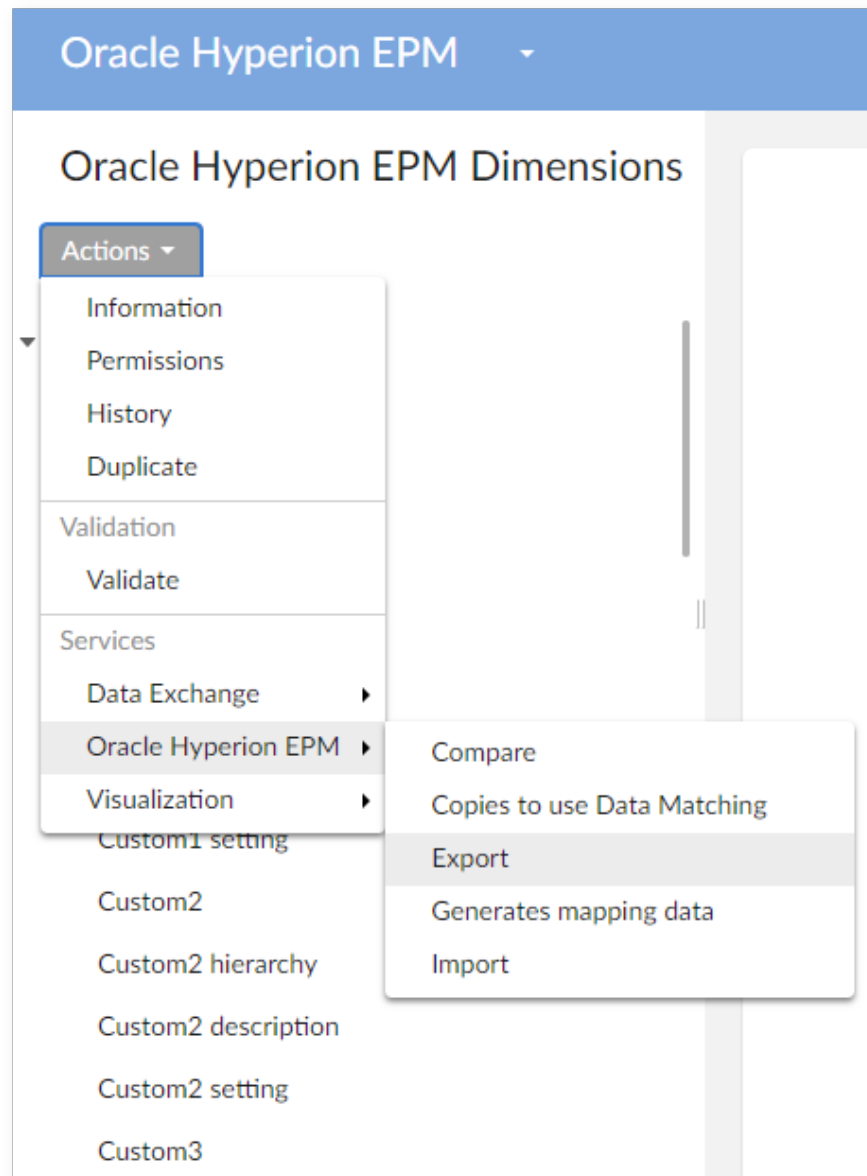 Oracle Hyperion EPM
Oracle Hyperion EPM Dimensions
Actions
Information
Permissions
History
Duplicate
Validation
Validate
Services
Data Exchange
Oracle Hyperion EPM
Visualization
Compare
Copies to use Data Matching
Export
Generates mapping data
Import
Custom1 setting
Custom2
Custom2 hierarchy
Custom2 description
Custom2 setting
Custom3